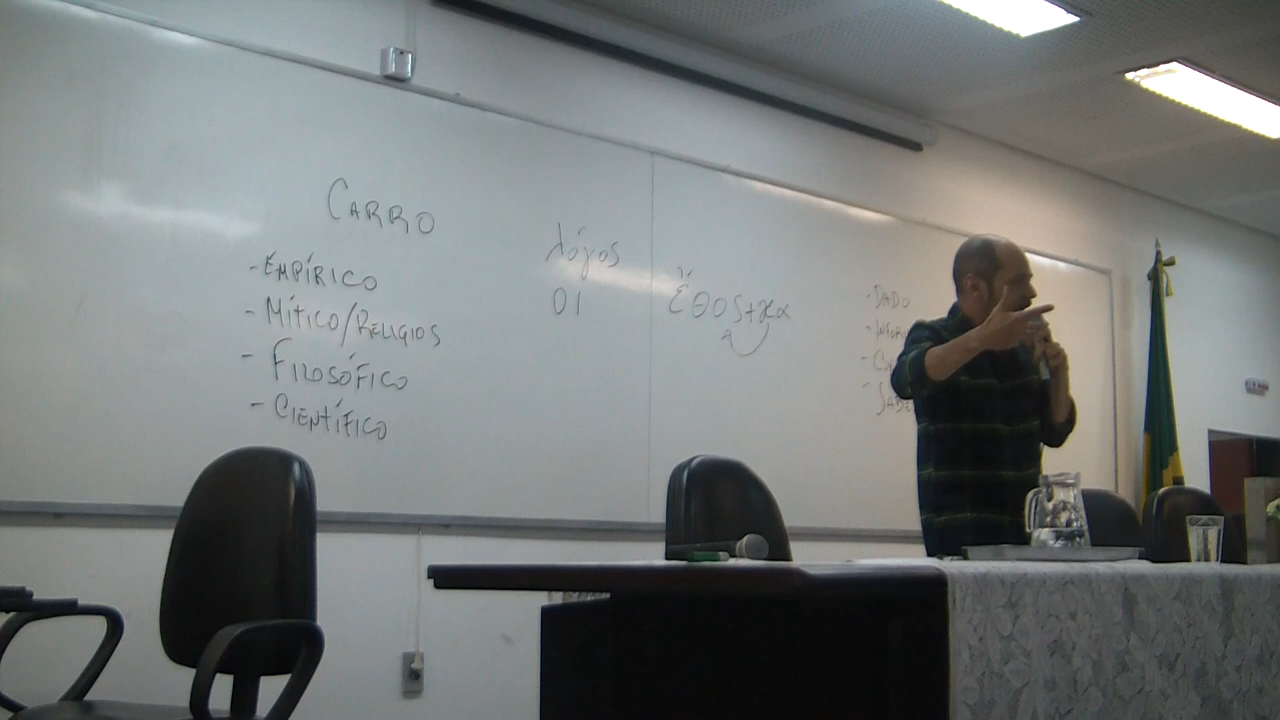 CARRO
- EMPÍRICO
- MÍTICO/RELIGIOS
- FILOSÓFICO
- CIENTÍFICO
λόγος
01
- DADO